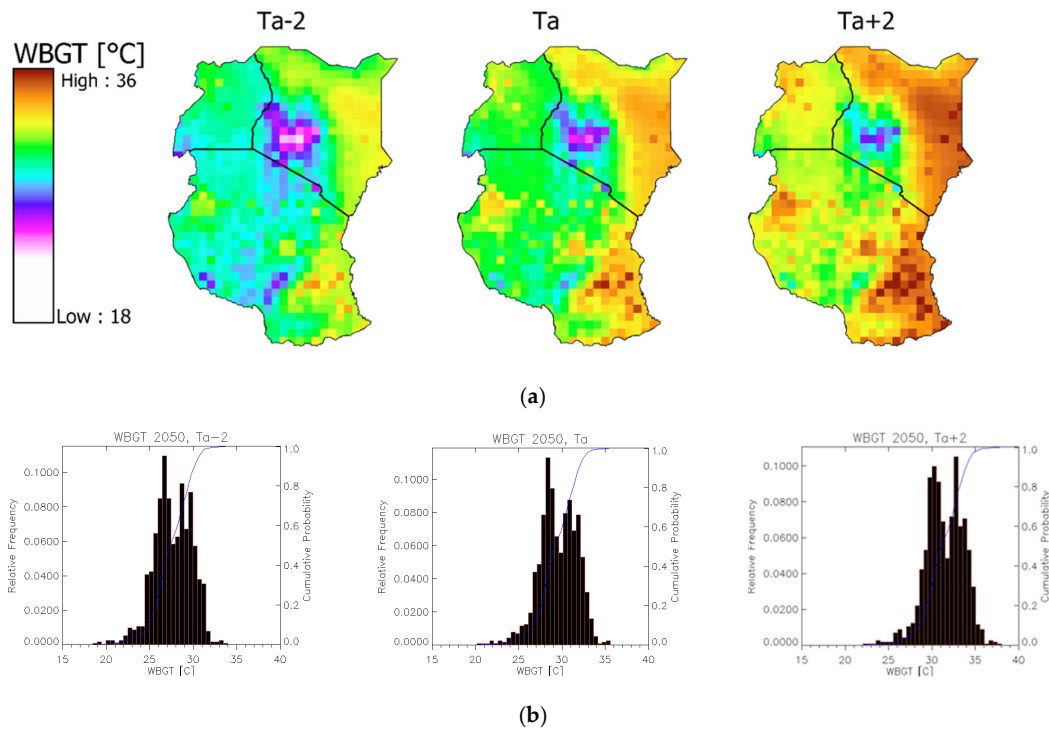 Ta-2
Ta
Ta+2
WBGT [°C]
High : 36
Low : 18
(a)
WBGT 2050, Ta-2
Relative Frequency
0.1000
0.0800
0.0600
0.0400
0.0200
0.0000
1.0
0.8
0.6
0.4
0.2
0.0
Cumulative Probability
15 20 25 30 35 40
WBGT [C]
WBGT 2050, Ta
Relative Frequency
0.1000
0.0800
0.0600
0.0400
0.0200
0.0000
1.0
0.8
0.6
0.4
0.2
0.0
Cumulative Probability
15 20 25 30 35 40
WBGT [C]
WBGT 2050, Ta+2
Relative Frequency
0.1000
0.0800
0.0600
0.0400
0.0200
0.0000
1.0
0.8
0.6
0.4
0.2
0.0
Cumulative Probability
15 20 25 30 35 40
WBGT [C]
(b)